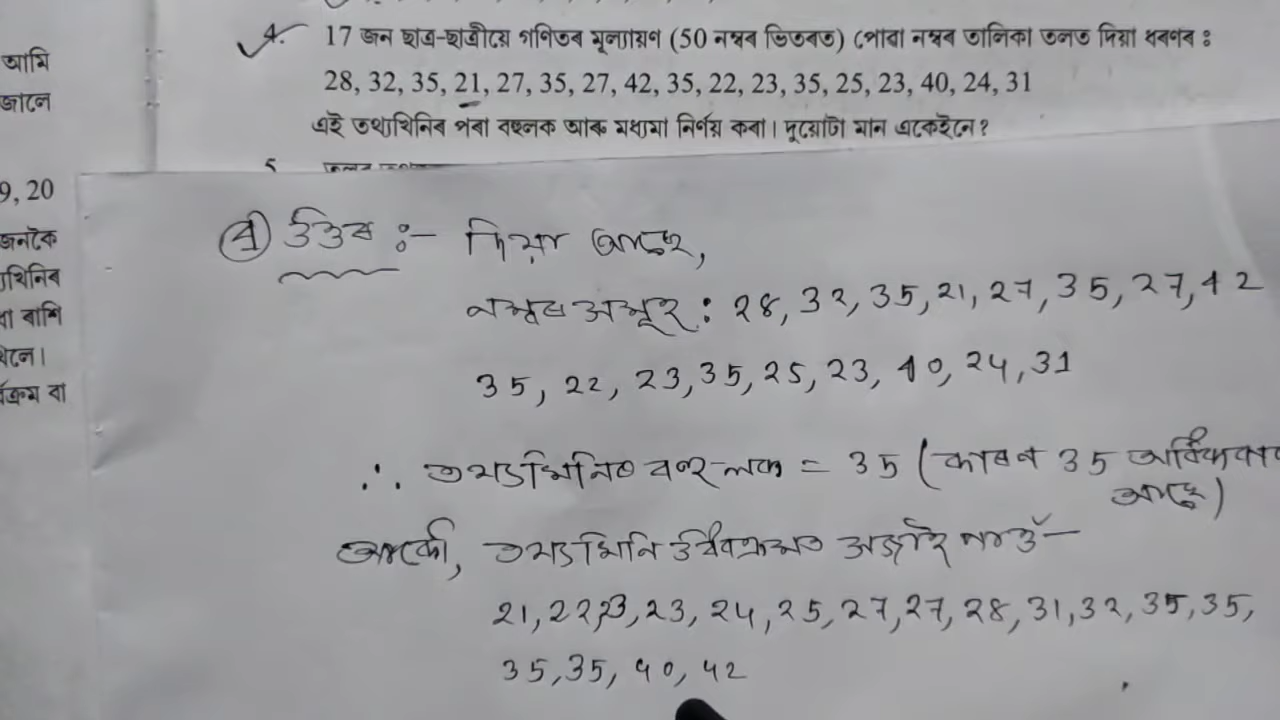 4. 17 জন ছাত্ৰ-ছাত্ৰীয়ে গণিতৰ মূল্যায়ণ (50 নম্বৰ ভিতৰত) পোৱা নম্বৰ তালিকা তলত দিয়া ধৰণৰ :
28, 32, 35, 21, 27, 35, 27, 42, 35, 22, 23, 35, 25, 23, 40, 24, 31
এই তথ্যখিনিৰ পৰা বহুলক আৰু মধ্যমা নিৰ্ণয় কৰা। দুয়োটা মান একেইনে?
5
আমি
জানে
9, 20
জনকৈ
থিনিৰ
বা ৰাশি
ক্ৰম বা
4 উত্তৰ :- দিয়া আছে,
নম্বৰ সমূহ : 28, 32, 35, 21, 27, 35, 27, 42
35, 22, 23, 35, 25, 23, 40, 24, 31
∴ তথ্যখিনিৰ বহুলক = 35 (কাৰণ 35 অধিকবাৰ
আছে)
আকৌ, তথ্যখিনি উৰ্ধক্ৰমত সজাই পাওঁ—
21, 22, 23, 23, 24, 25, 27, 27, 28, 31, 32, 35, 35,
35, 35, 40, 42